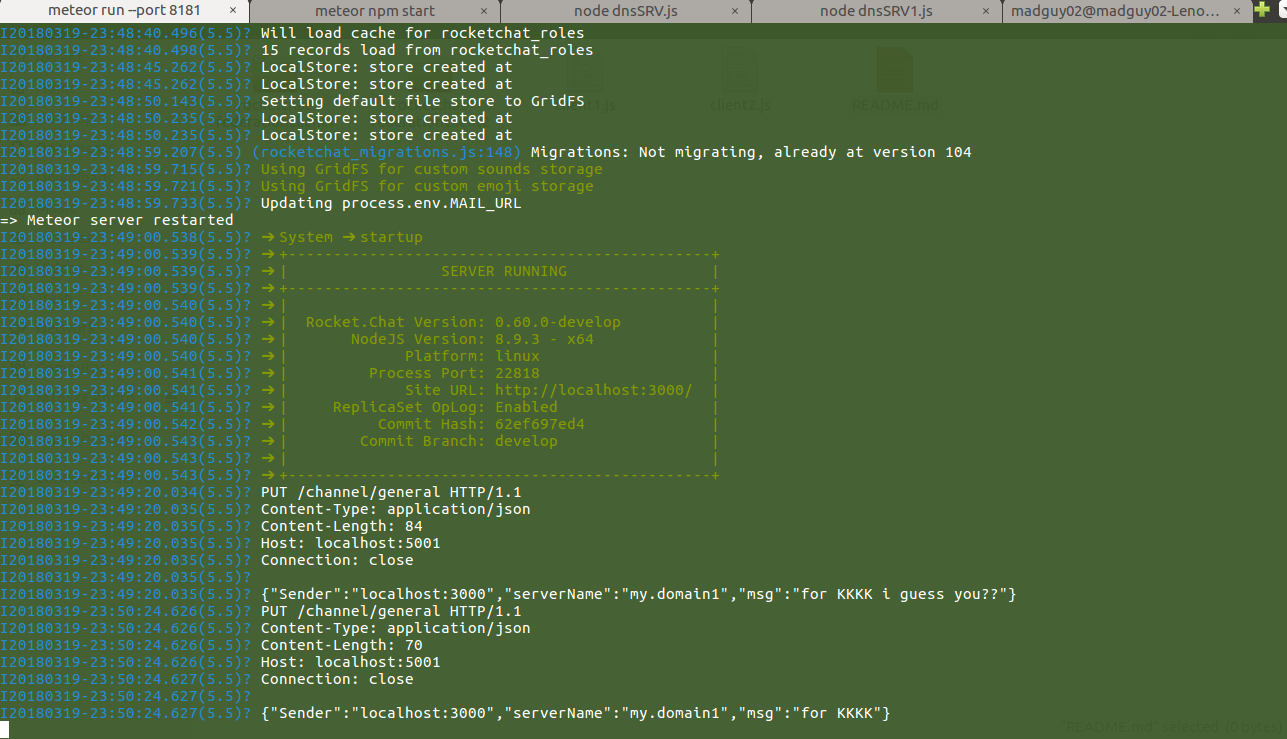 meteor run --port 8181 × meteor npm start × node dnsSRV.js × node dnsSRV1.js × madguy02@madguy02-Leno... ×
I20180319-23:48:40.496(5.5)? Will load cache for rocketchat_roles
I20180319-23:48:40.498(5.5)? 15 records load from rocketchat_roles
I20180319-23:48:45.262(5.5)? LocalStore: store created at
I20180319-23:48:45.262(5.5)? LocalStore: store created at
I20180319-23:48:50.143(5.5)? Setting default file store to GridFS
I20180319-23:48:50.235(5.5)? LocalStore: store created at
I20180319-23:48:50.235(5.5)? LocalStore: store created at
I20180319-23:48:59.207(5.5) (rocketchat_migrations.js:148) Migrations: Not migrating, already at version 104
I20180319-23:48:59.715(5.5)? Using GridFS for custom sounds storage
I20180319-23:48:59.721(5.5)? Using GridFS for custom emoji storage
I20180319-23:48:59.733(5.5)? Updating process.env.MAIL_URL
=> Meteor server restarted
I20180319-23:49:00.538(5.5)? ➔ System ➔ startup
I20180319-23:49:00.539(5.5)? ➔ +-----------------------------------------------+
I20180319-23:49:00.539(5.5)? ➔ | SERVER RUNNING |
I20180319-23:49:00.539(5.5)? ➔ +-----------------------------------------------+
I20180319-23:49:00.540(5.5)? ➔ | |
I20180319-23:49:00.540(5.5)? ➔ | Rocket.Chat Version: 0.60.0-develop |
I20180319-23:49:00.540(5.5)? ➔ | NodeJS Version: 8.9.3 - x64 |
I20180319-23:49:00.540(5.5)? ➔ | Platform: linux |
I20180319-23:49:00.541(5.5)? ➔ | Process Port: 22818 |
I20180319-23:49:00.541(5.5)? ➔ | Site URL: http://localhost:3000/ |
I20180319-23:49:00.541(5.5)? ➔ | ReplicaSet OpLog: Enabled |
I20180319-23:49:00.542(5.5)? ➔ | Commit Hash: 62ef697ed4 |
I20180319-23:49:00.543(5.5)? ➔ | Commit Branch: develop |
I20180319-23:49:00.543(5.5)? ➔ | |
I20180319-23:49:00.543(5.5)? ➔ +-----------------------------------------------+
I20180319-23:49:20.034(5.5)? PUT /channel/general HTTP/1.1
I20180319-23:49:20.035(5.5)? Content-Type: application/json
I20180319-23:49:20.035(5.5)? Content-Length: 84
I20180319-23:49:20.035(5.5)? Host: localhost:5001
I20180319-23:49:20.035(5.5)? Connection: close
I20180319-23:49:20.035(5.5)?
I20180319-23:49:20.035(5.5)? {"Sender":"localhost:3000","serverName":"my.domain1","msg":"for KKKK i guess you??"}
I20180319-23:50:24.626(5.5)? PUT /channel/general HTTP/1.1
I20180319-23:50:24.626(5.5)? Content-Type: application/json
I20180319-23:50:24.626(5.5)? Content-Length: 70
I20180319-23:50:24.626(5.5)? Host: localhost:5001
I20180319-23:50:24.627(5.5)? Connection: close
I20180319-23:50:24.627(5.5)?
I20180319-23:50:24.627(5.5)? {"Sender":"localhost:3000","serverName":"my.domain1","msg":"for KKKK"}
client2.js
README.md
"README.md" selected (0 bytes)